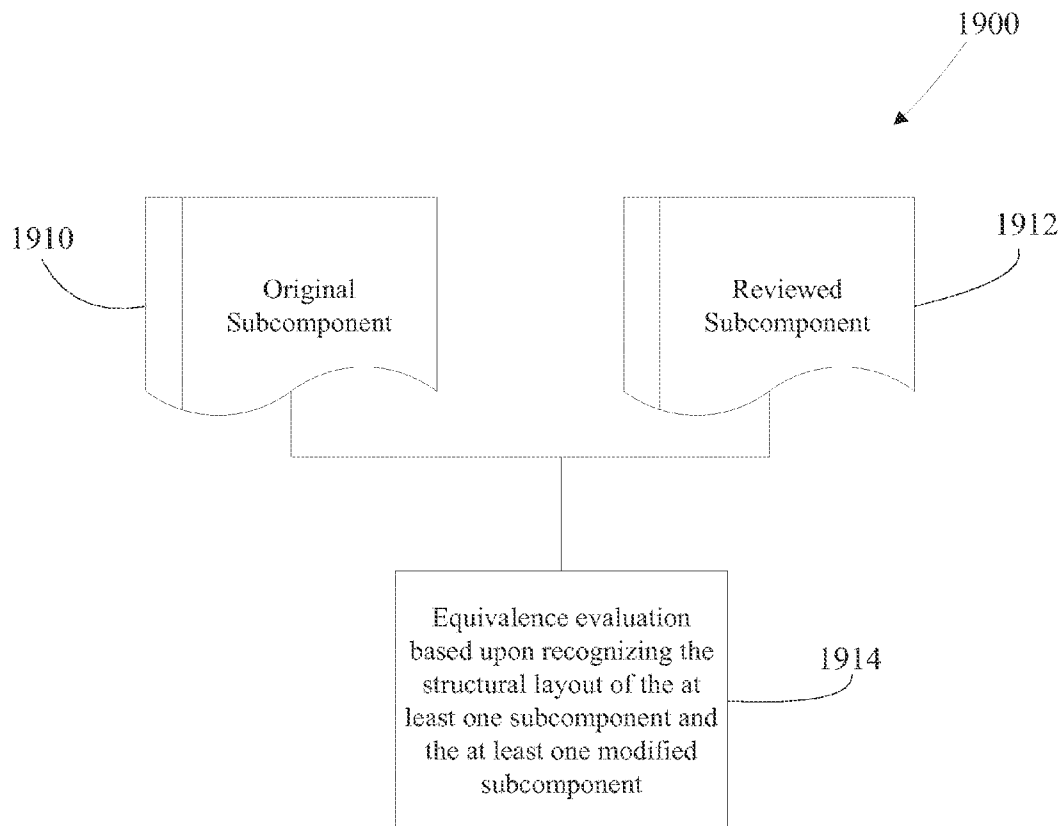 1900
1910
Original
Subcomponent
Reviewed
Subcomponent
1912
Equivalence evaluation
based upon recognizing the
structural layout of the at
least one subcomponent and
the at least one modified
subcomponent
1914